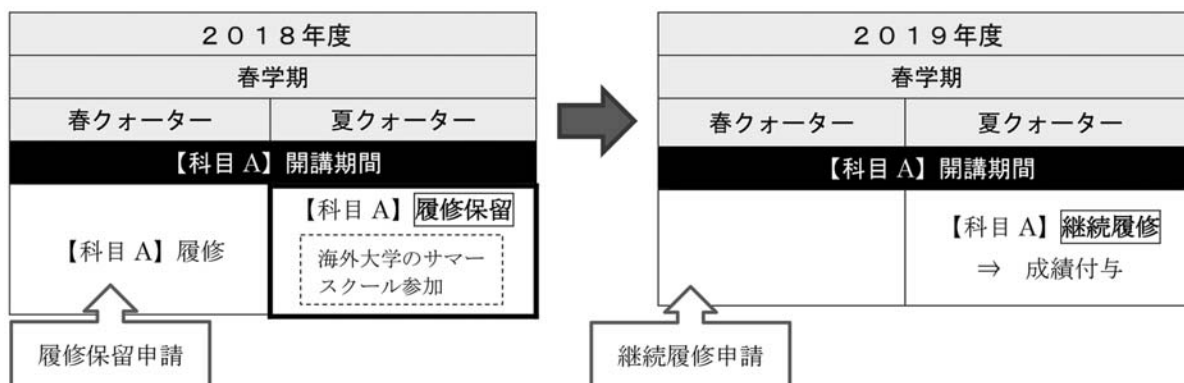 ２０１８年度
春学期
春クォーター
夏クォーター
【科目 A】開講期間
【科目 A】履修
【科目 A】履修保留
海外大学のサマー
スクール参加
履修保留申請
２０１９年度
春学期
春クォーター
夏クォーター
【科目 A】開講期間
【科目 A】継続履修
⇒　成績付与
継続履修申請